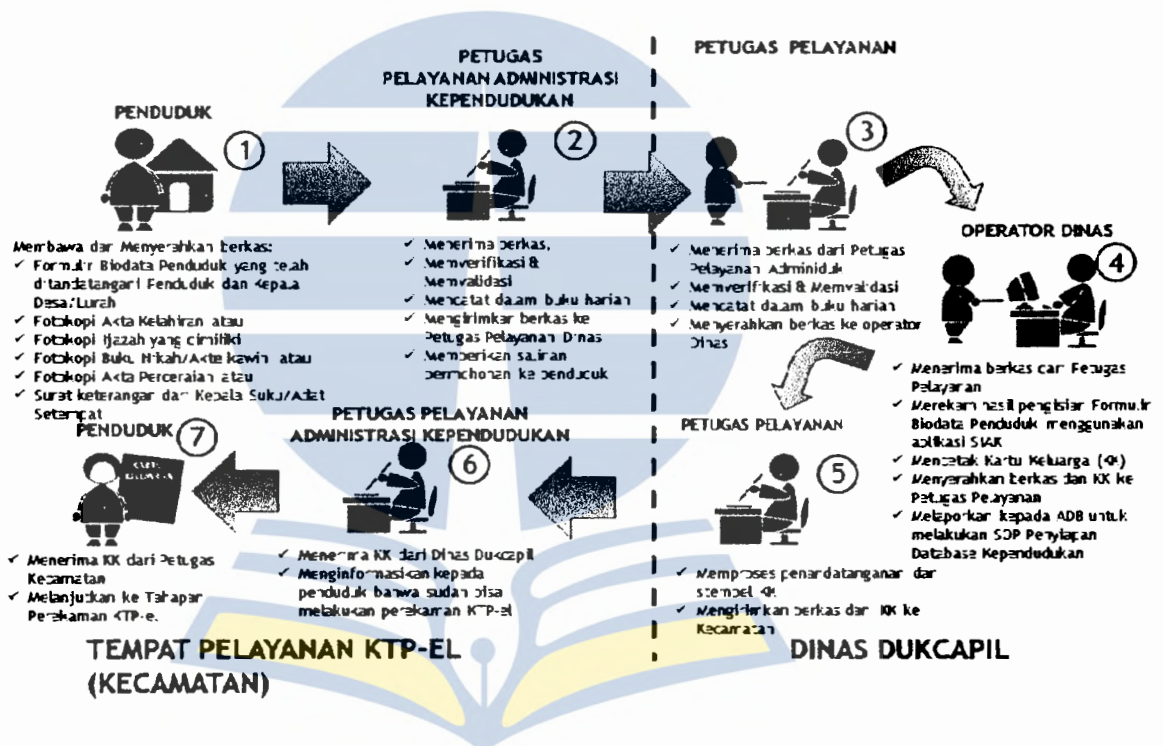 PENDUDUK
1
Membawa dan Menyerahkan berkas:
✓ Formulir Biodata Penduduk yang telah
ditandatangani Penduduk dan Kepala
Desa/Lurah
✓ Fotokopi Akta Kelahiran atau
✓ Fotokopi Ijazah yang dimiliki
✓ Fotokopi Buku Nikah/Akte kawin atau
✓ Fotokopi Akta Perceraian atau
✓ Surat keterangan dari Kepala Suku/Adat
Setempat
PETUGAS
PELAYANAN ADMINISTRASI
KEPENDUDUKAN
2
✓ Menerima berkas,
✓ Memverifikasi &
Memvalidasi
✓ Mencatat dalam buku harian
✓ Mengirimkan berkas ke
Petugas Pelayanan Dinas
✓ Memberikan salinan
permohonan ke penduduk
PETUGAS PELAYANAN
3
✓ Menerima berkas dari Petugas
Pelayanan Adminduk
✓ Memverifikasi & Memvalidasi
✓ Mencatat dalam buku harian
✓ Menyerahkan berkas ke operator
Dinas
OPERATOR DINAS
4
✓ Menerima berkas dari Petugas
Pelayanan
✓ Merekam hasil pengisian Formulir
Biodata Penduduk menggunakan
aplikasi SIAK
✓ Mencetak Kartu Keluarga (KK)
✓ Menyerahkan berkas dan KK ke
Petugas Pelayanan
✓ Melaporkan kepada ADB untuk
melakukan SOP Penyiapan
Database Kependudukan
PETUGAS PELAYANAN
5
✓ Memproses penandatanganan dan
stempel KK
✓ Mengirimkan berkas dan KK ke
Kecamatan
PETUGAS PELAYANAN
ADMINISTRASI KEPENDUDUKAN
6
✓ Menerima KK dari Dinas Dukcapil
✓ Menginformasikan kepada
penduduk bahwa sudah bisa
melakukan perekaman KTP-el
PENDUDUK
7
KARTU
KELUARGA
✓ Menerima KK dari Petugas
Kecamatan
✓ Melanjutkan ke Tahapan
Perekaman KTP-el
TEMPAT PELAYANAN KTP-EL
(KECAMATAN)
DINAS DUKCAPIL